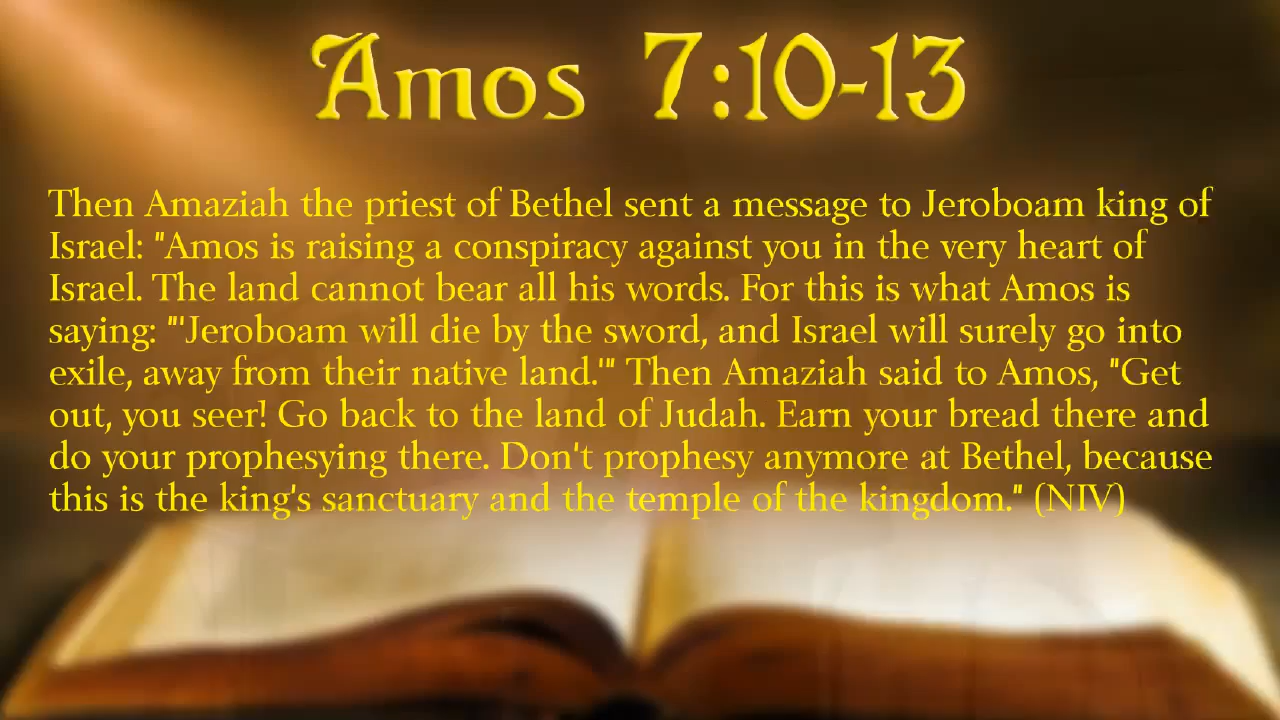 Amos 7:10-13
Then Amaziah the priest of Bethel sent a message to Jeroboam king of
Israel: "Amos is raising a conspiracy against you in the very heart of
Israel. The land cannot bear all his words. For this is what Amos is
saying: "'Jeroboam will die by the sword, and Israel will surely go into
exile, away from their native land.'" Then Amaziah said to Amos, "Get
out, you seer! Go back to the land of Judah. Earn your bread there and
do your prophesying there. Don't prophesy anymore at Bethel, because
this is the king's sanctuary and the temple of the kingdom." (NIV)